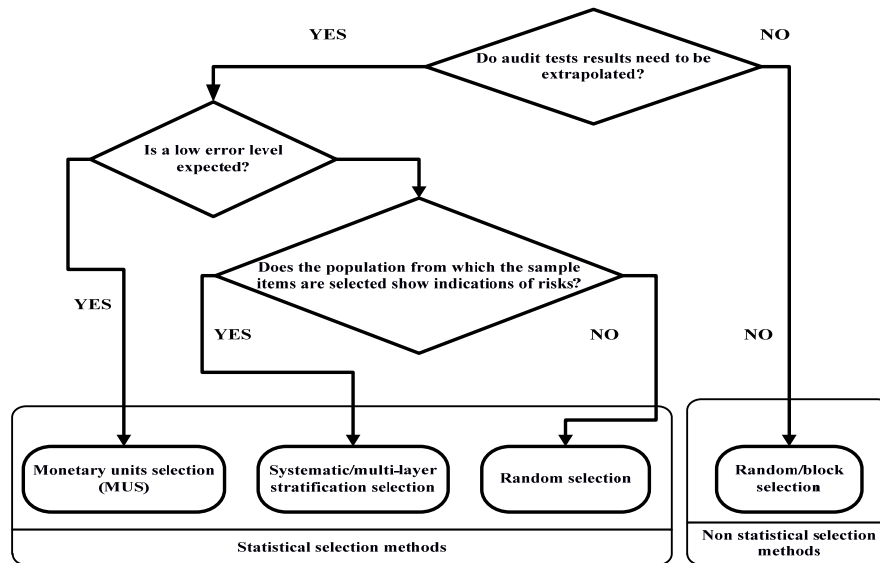 YES
NO
Do audit tests results need to be
extrapolated?
Is a low error level
expected?
Does the population from which the sample
items are selected show indications of risks?
YES
YES
NO
NO
Monetary units selection
(MUS)
Systematic/multi-layer
stratification selection
Random selection
Random/block
selection
Statistical selection methods
Non statistical selection
methods